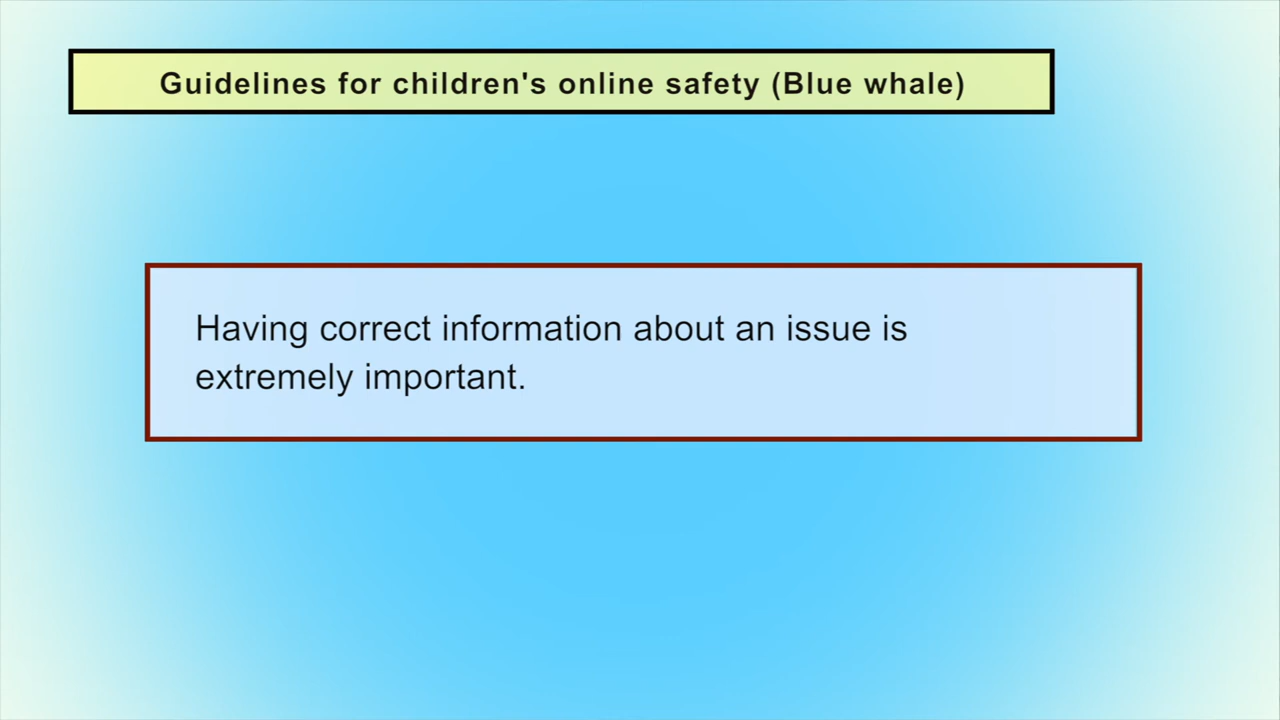 Guidelines for children's online safety (Blue whale)
Having correct information about an issue is
extremely important.